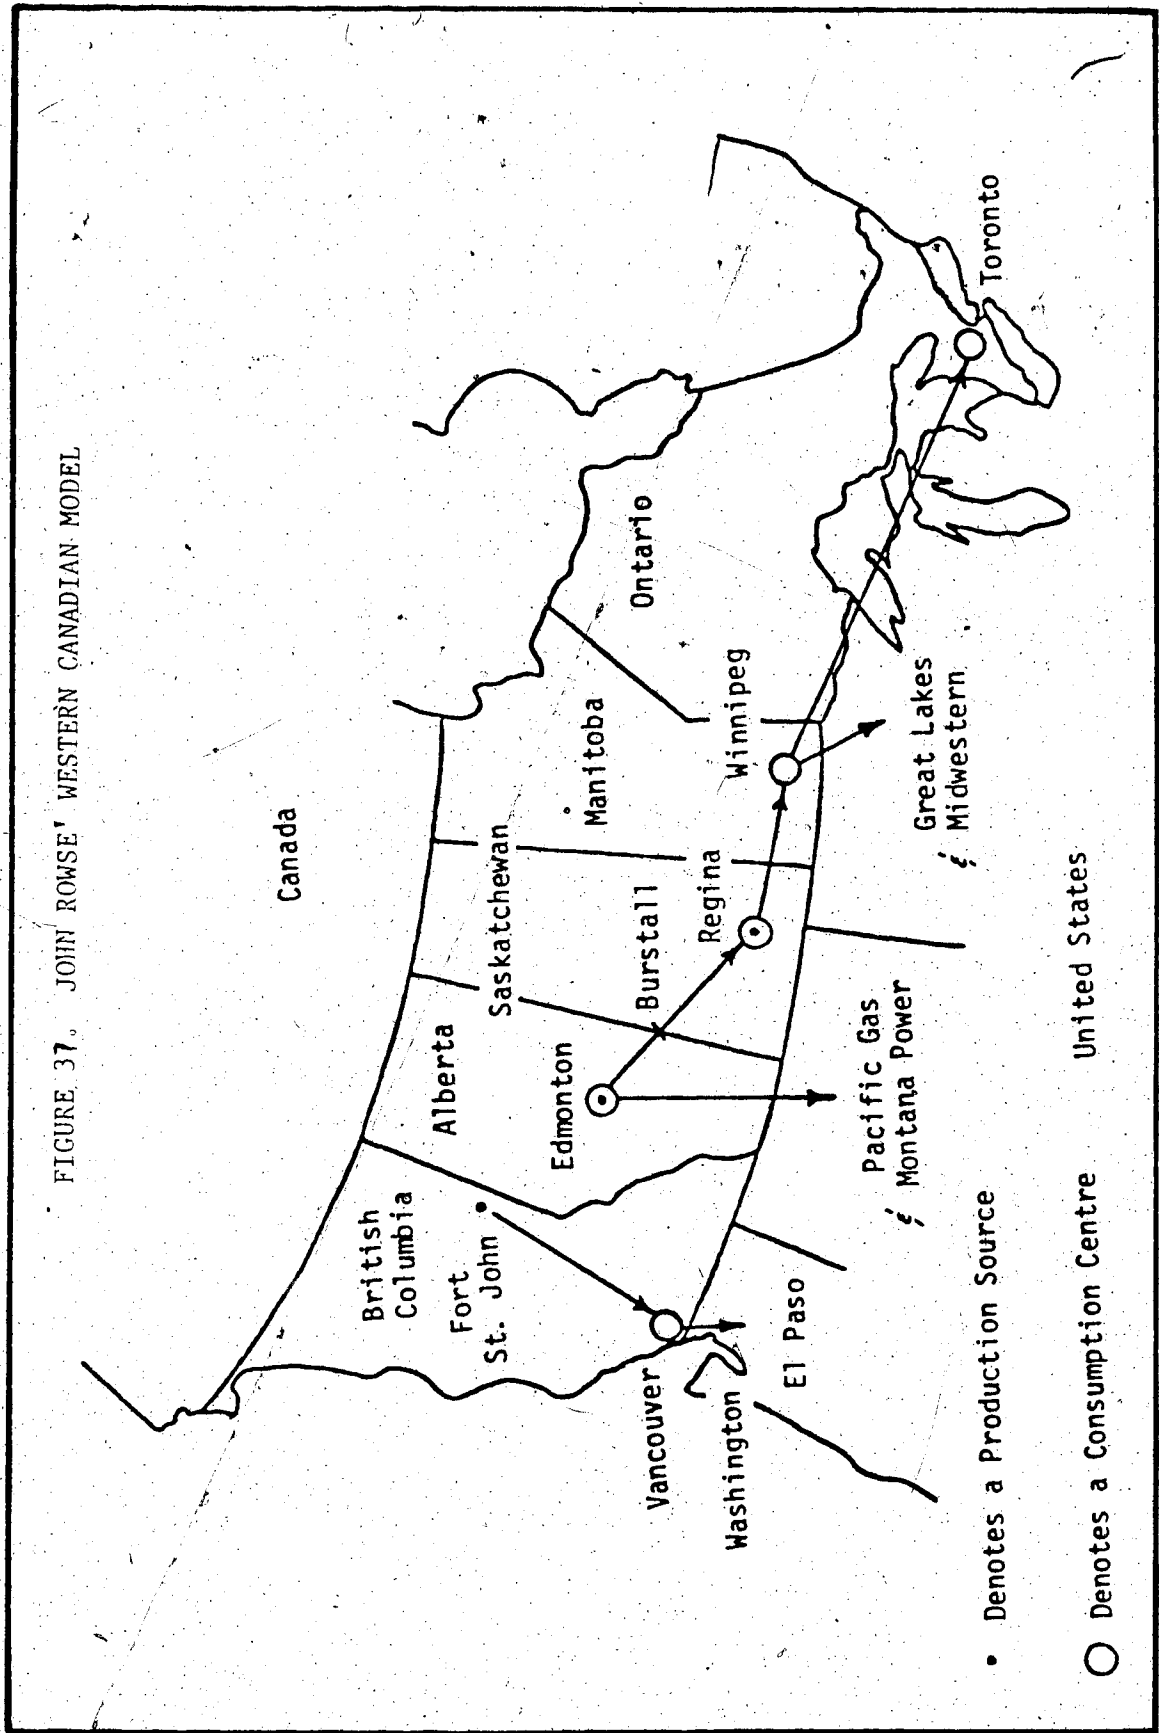 FIGURE 37. JOHN ROWSE' WESTERN CANADIAN MODEL
Canada
British
Columbia
Alberta
Saskatchewan
Manitoba
Ontario
Fort
St. John
Edmonton
Burstall
Regina
Winnipeg
Vancouver
Washington
El Paso
Pacific Gas
& Montana Power
Great Lakes
& Midwestern
Toronto
United States
• Denotes a Production Source
○ Denotes a Consumption Centre